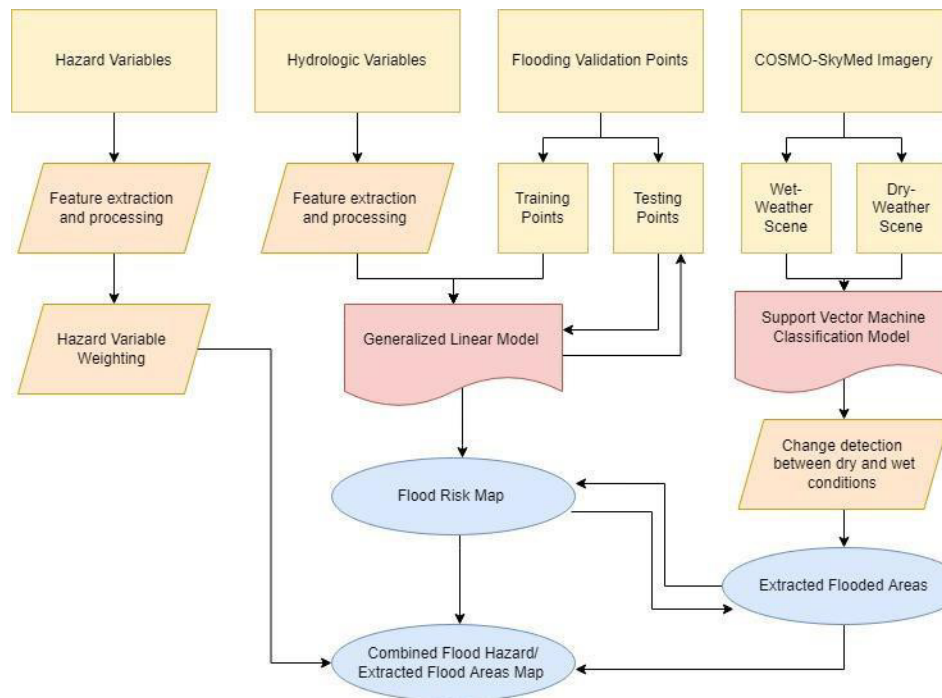 Hazard Variables
Hydrologic Variables
Flooding Validation Points
COSMO-SkyMed Imagery
Feature extraction
and processing
Feature extraction
and processing
Training
Points
Testing
Points
Wet-
Weather
Scene
Dry-
Weather
Scene
Hazard Variable
Weighting
Generalized Linear Model
Support Vector Machine
Classification Model
Change detection
between dry and wet
conditions
Flood Risk Map
Extracted Flooded Areas
Combined Flood Hazard/
Extracted Flood Areas Map